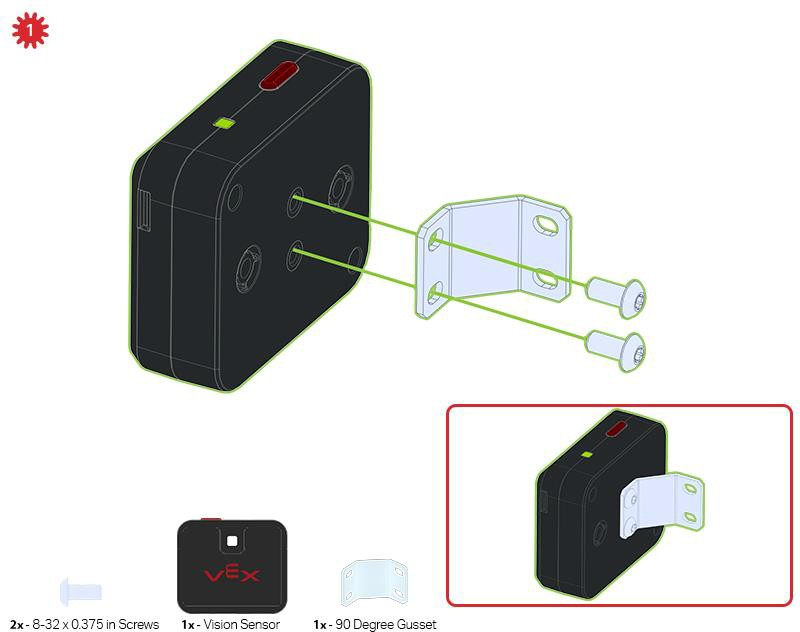 1
VEX
2x - 8-32 x 0.375 in Screws
1x - Vision Sensor
1x - 90 Degree Gusset